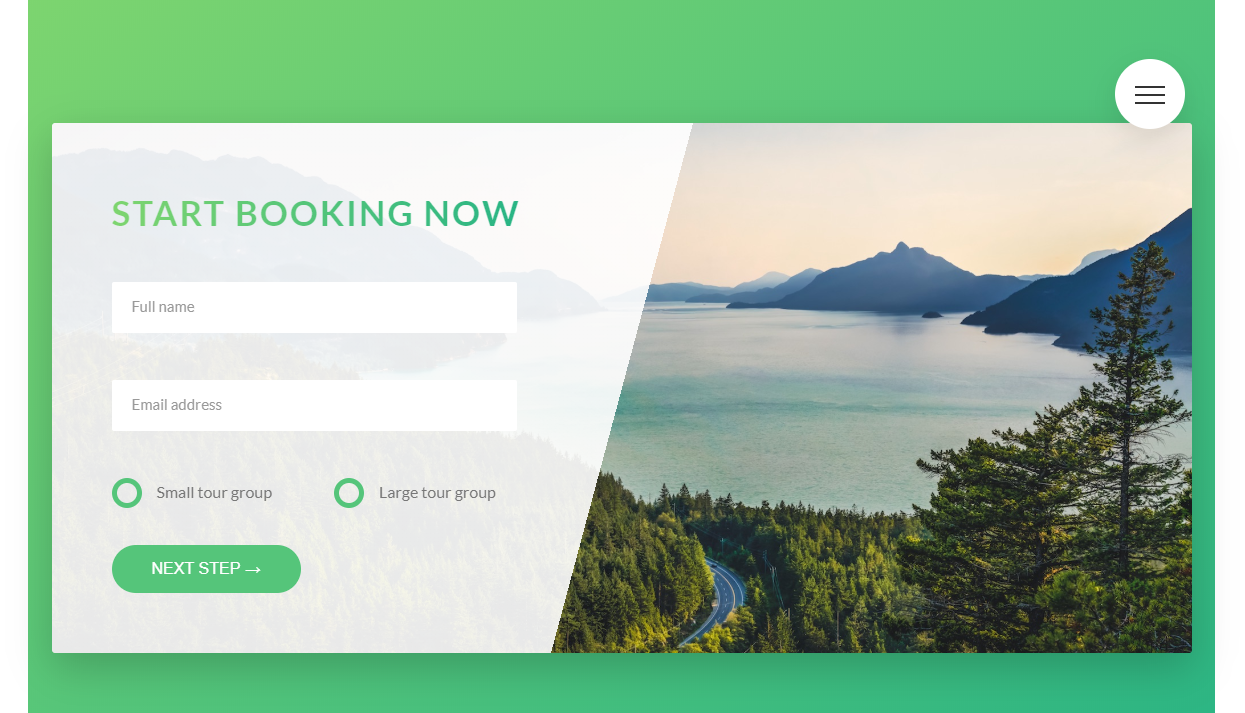 START BOOKING NOW
Full name
Email address
Small tour group Large tour group
NEXT STEP →